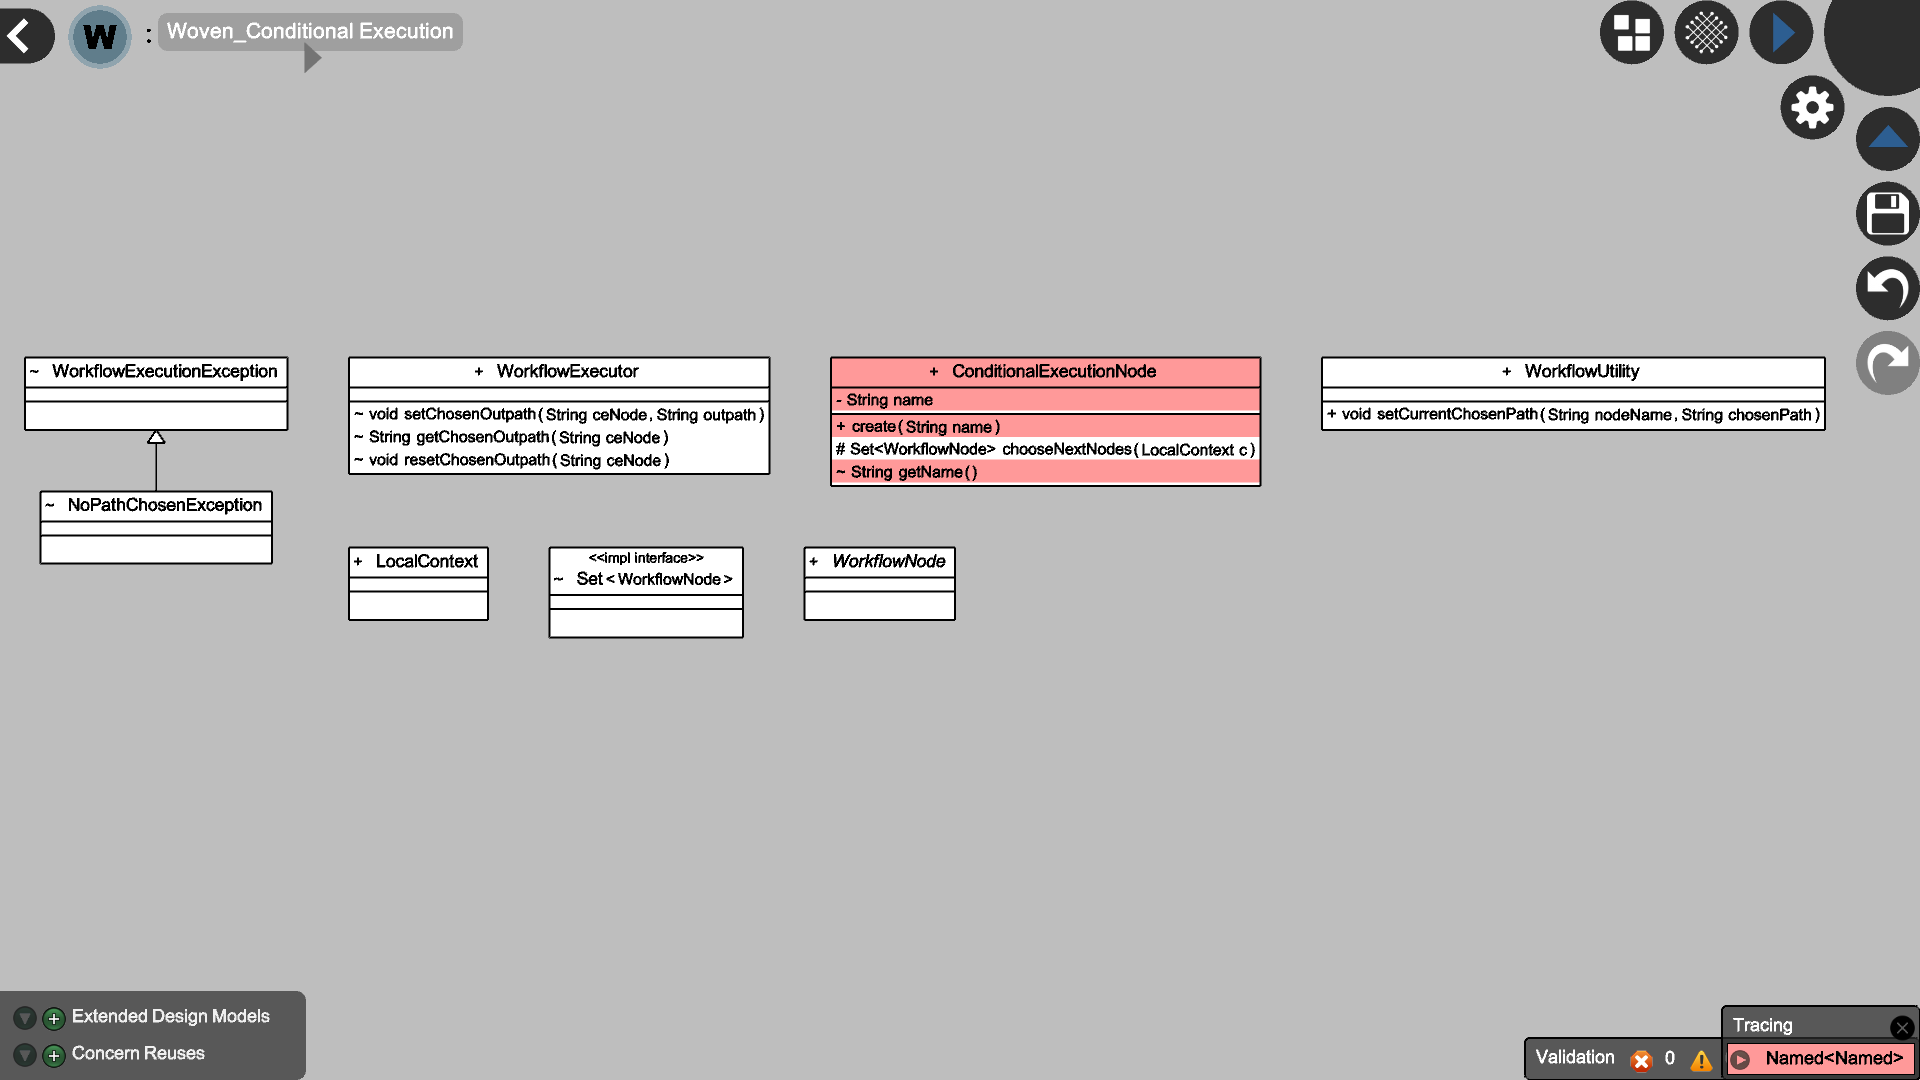 W : Woven_Conditional Execution
~ WorkflowExecutionException
~ NoPathChosenException
+ WorkflowExecutor
~ void setChosenOutpath(String ceNode, String outpath)
~ String getChosenOutpath(String ceNode)
~ void resetChosenOutpath(String ceNode)
+ ConditionalExecutionNode
- String name
+ create(String name)
# Set<WorkflowNode> chooseNextNodes(LocalContext c)
~ String getName()
+ WorkflowUtility
+ void setCurrentChosenPath(String nodeName, String chosenPath)
+ LocalContext
<<impl interface>>
~ Set<WorkflowNode>
+ WorkflowNode
Extended Design Models
Concern Reuses
Validation 0
Tracing
Named<Named>